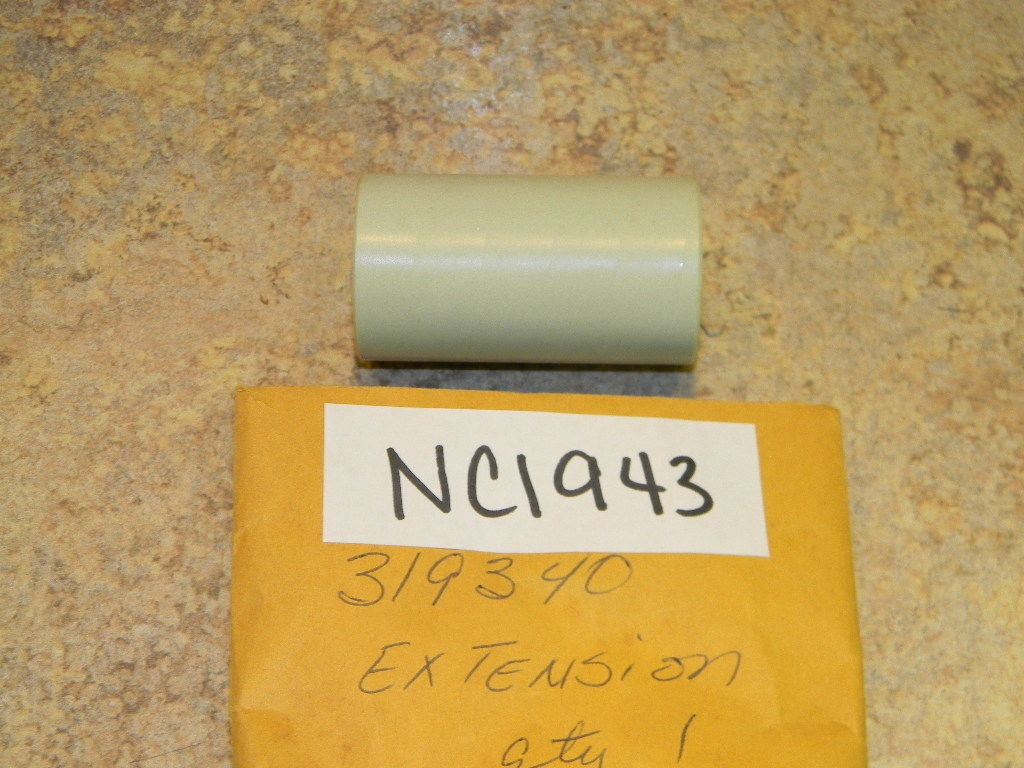 NC1943
319340
EXTENSion
qty 1